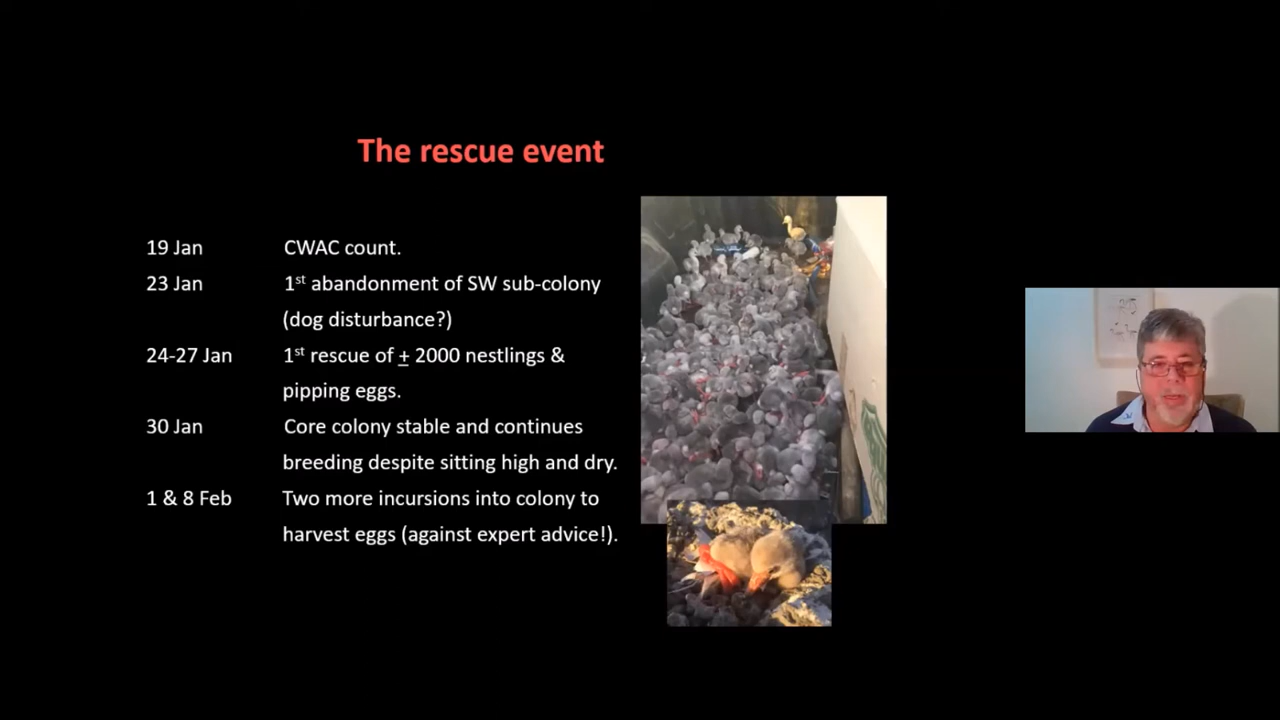 The rescue event
19 Jan CWAC count.
23 Jan 1st abandonment of SW sub-colony
(dog disturbance?)
24-27 Jan 1st rescue of ± 2000 nestlings &
pipping eggs.
30 Jan Core colony stable and continues
breeding despite sitting high and dry.
1 & 8 Feb Two more incursions into colony to
harvest eggs (against expert advice!).